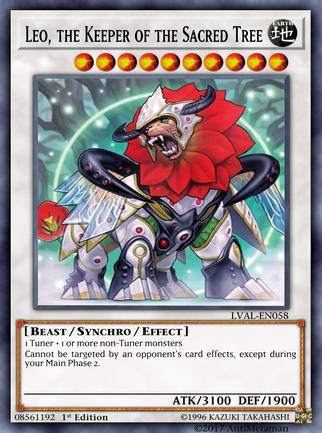 Leo, the Keeper of the Sacred Tree
EARTH
地
LVAL-EN058
[Beast / Synchro / Effect]
1 Tuner + 1 or more non-Tuner monsters
Cannot be targeted by an opponent's card effects, except during
your Main Phase 2.
ATK/3100 DEF/1900
08561192 1st Edition ©1996 KAZUKI TAKAHASHI
©2017 AntiMetaman